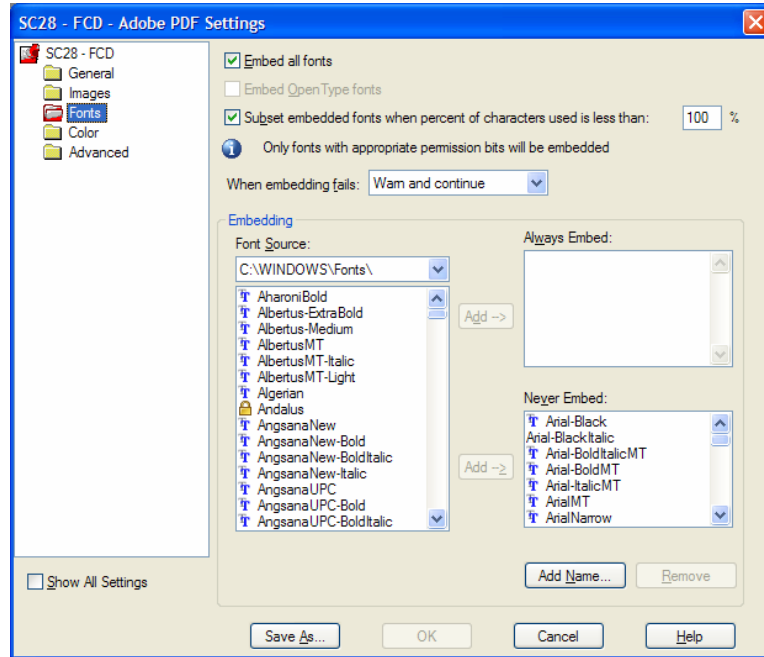 SC28 - FCD - Adobe PDF Settings
SC28 - FCD
General
Images
Fonts
Color
Advanced
Show All Settings
Embed all fonts
Embed OpenType fonts
Subset embedded fonts when percent of characters used is less than: 100 %
Only fonts with appropriate permission bits will be embedded
When embedding fails: Warn and continue
Embedding
Font Source:
C:\WINDOWS\Fonts\
AharoniBold
Albertus-ExtraBold
Albertus-Medium
AlbertusMT
AlbertusMT-Italic
AlbertusMT-Light
Algerian
Andalus
AngsanaNew
AngsanaNew-Bold
AngsanaNew-BoldItalic
AngsanaNew-Italic
AngsanaUPC
AngsanaUPC-Bold
AngsanaUPC-BoldItalic
Add -->
Add -->
Always Embed:
Never Embed:
Arial-Black
Arial-BlackItalic
Arial-BoldItalicMT
Arial-BoldMT
Arial-ItalicMT
ArialMT
ArialNarrow
Add Name... Remove
Save As... OK Cancel Help